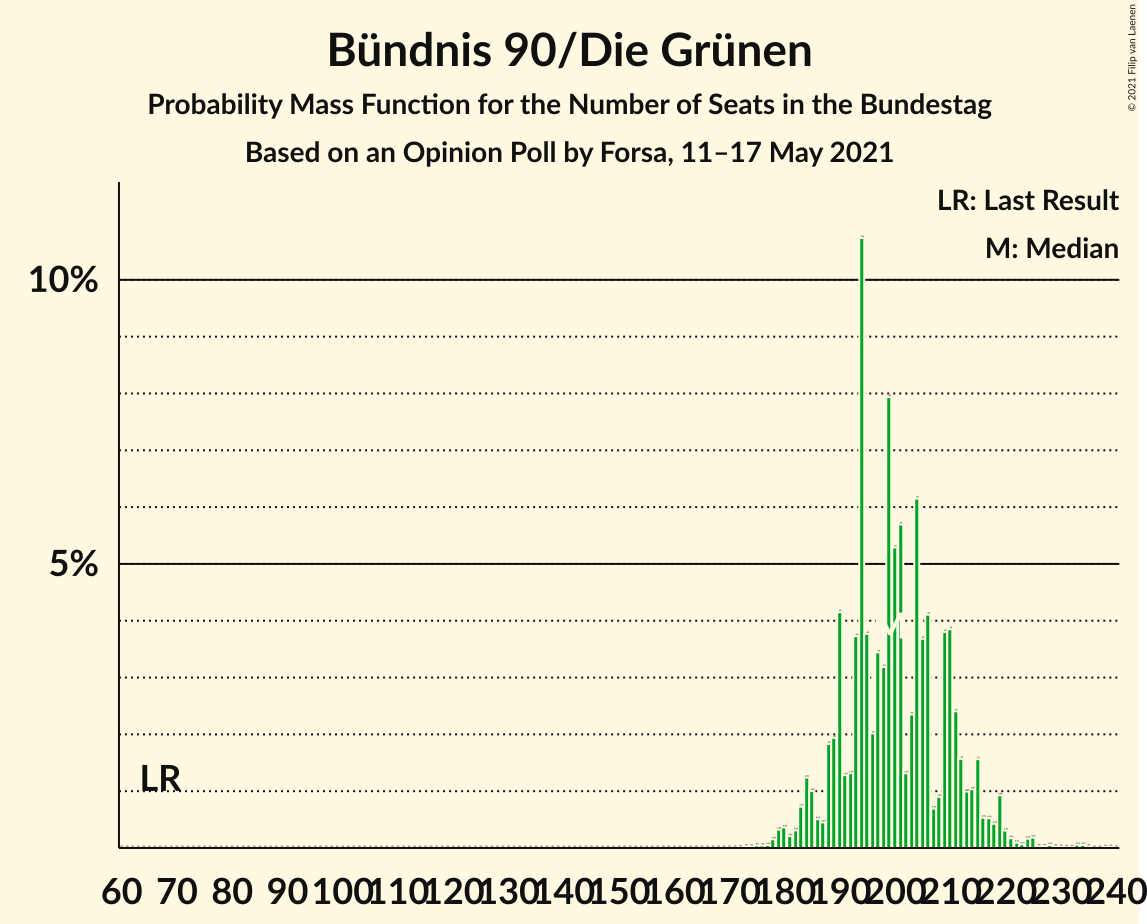 Bündnis 90/Die Grünen
Probability Mass Function for the Number of Seats in the Bundestag
Based on an Opinion Poll by Forsa, 11–17 May 2021
© 2021 Filip van Laenen
LR: Last Result
M: Median
10%
5%
LR
60 70 80 90 100 110 120 130 140 150 160 170 180 190 200 210 220 230 240